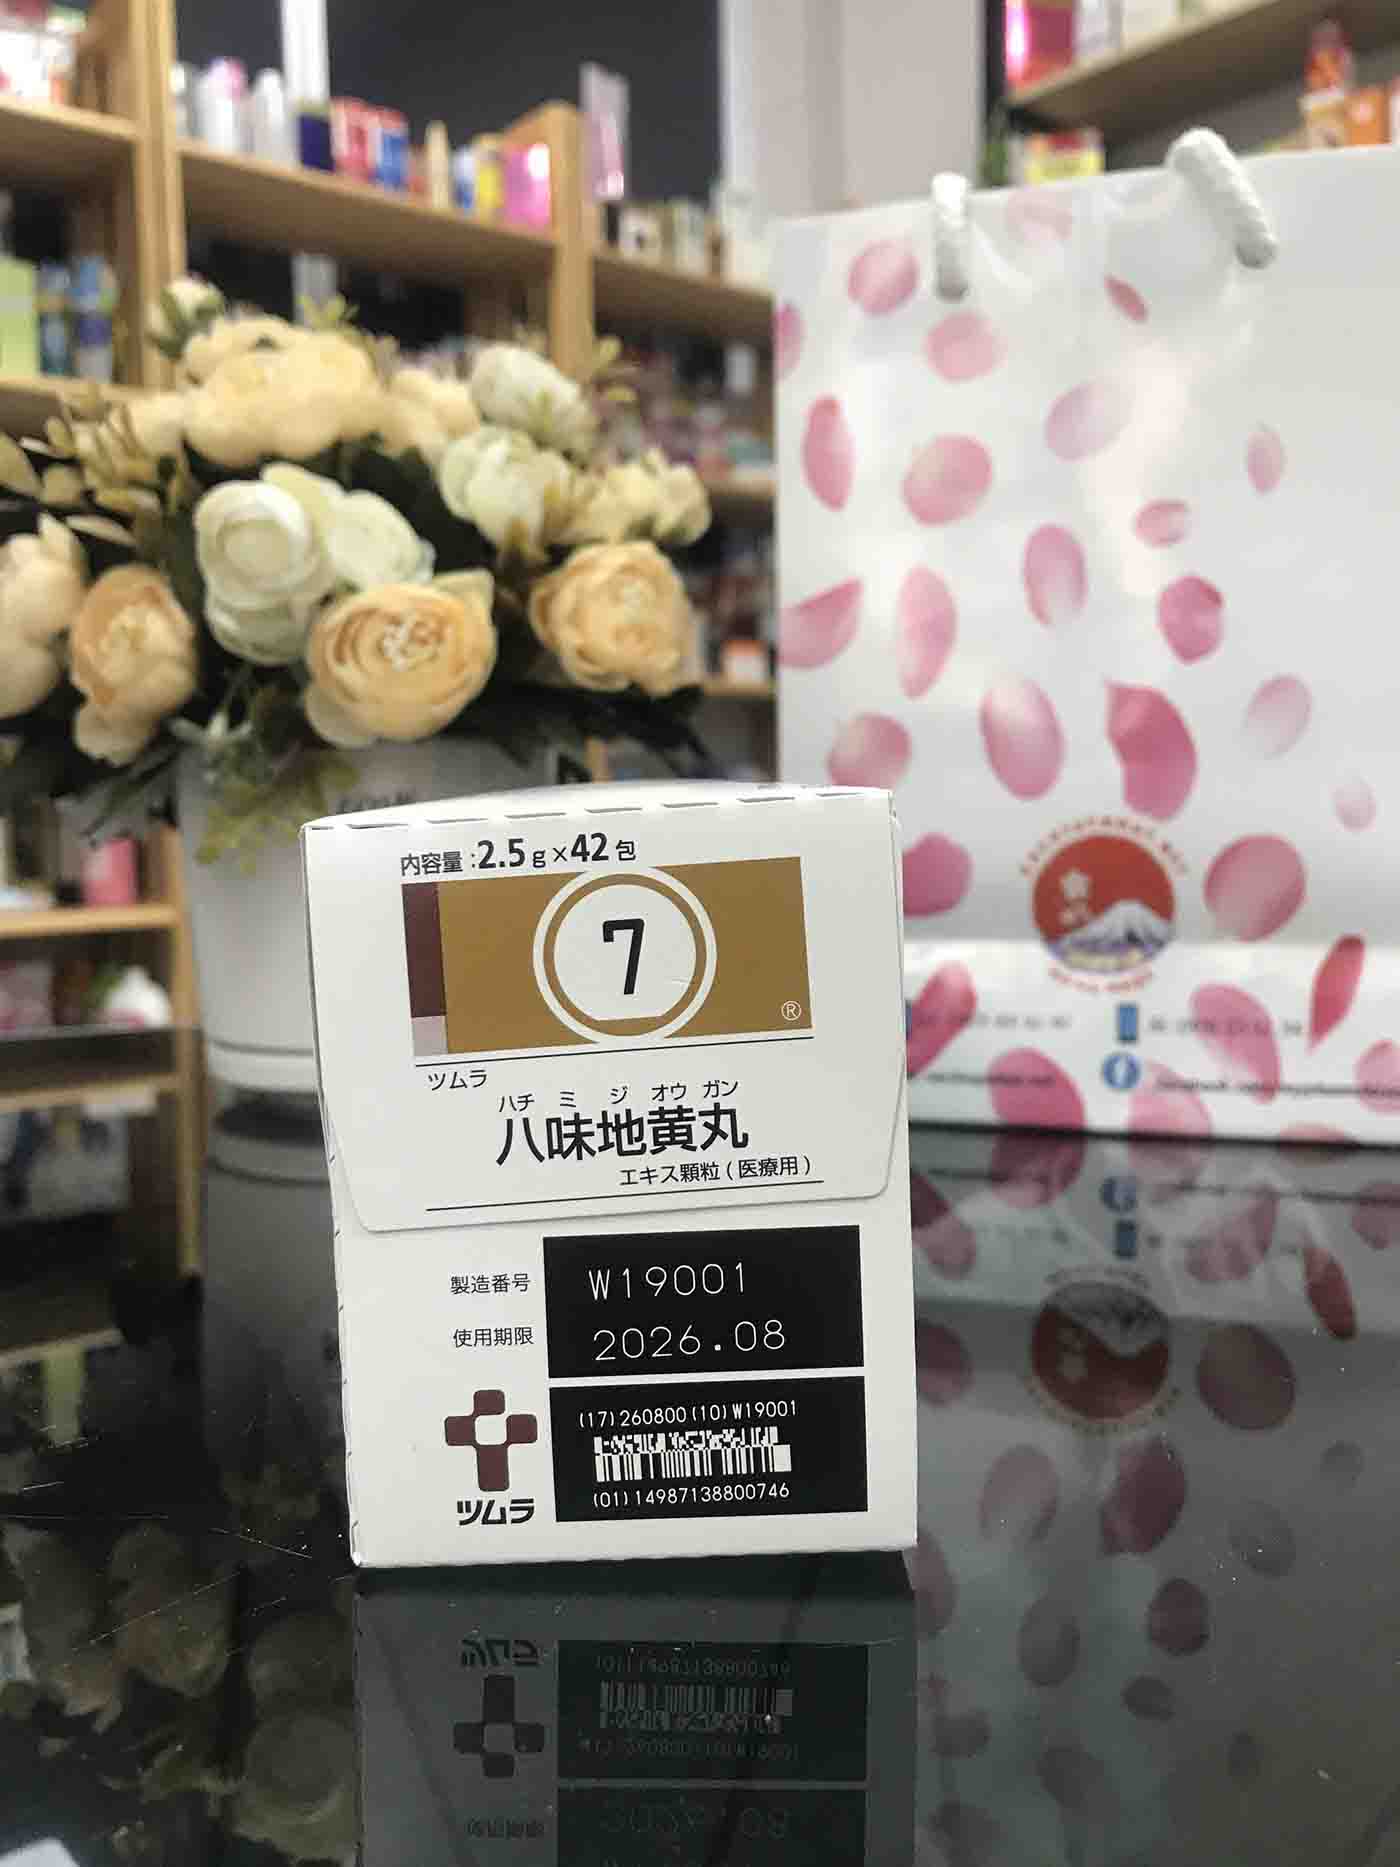 内容量:2.5g×42包
7
®
ツムラ
ハチ ミ ジ オウ ガン
八味地黄丸
エキス顆粒(医療用)
製造番号 W19001
使用期限 2026.08
(17)260800(10)W19001
(01)14987138800746
ツムラ